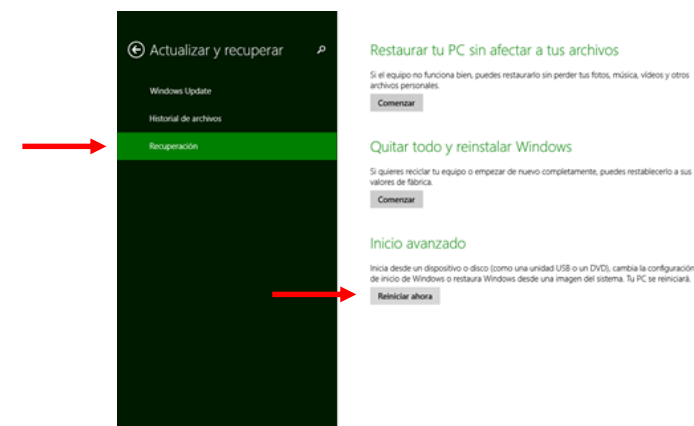 Actualizar y recuperar
Windows Update
Historial de archivos
Recuperación
Restaurar tu PC sin afectar a tus archivos
Si el equipo no funciona bien, puedes restaurarlo sin perder tus fotos, música, vídeos y otros
archivos personales.
Comenzar
Quitar todo y reinstalar Windows
Si quieres reciclar tu equipo o empezar de nuevo completamente, puedes restablecerlo a sus
valores de fábrica.
Comenzar
Inicio avanzado
Inicia desde un dispositivo o disco (como una unidad USB o un DVD), cambia la configuración
de inicio de Windows o restaura Windows desde una imagen del sistema. Tu PC se reiniciará.
Reiniciar ahora